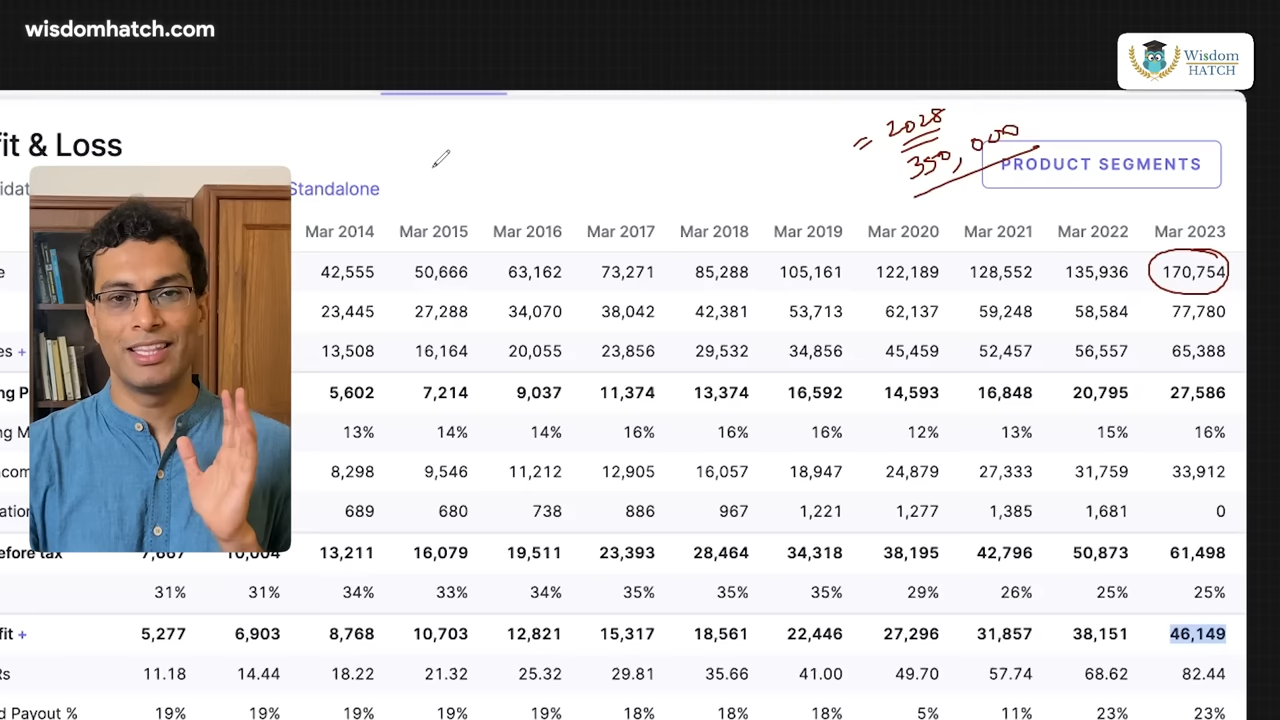 wisdomhatch.com
Wisdom
HATCH
= 2028
350,000
fit & Loss
PRODUCT SEGMENTS
idat Standalone
Mar 2014 Mar 2015 Mar 2016 Mar 2017 Mar 2018 Mar 2019 Mar 2020 Mar 2021 Mar 2022 Mar 2023
e 42,555 50,666 63,162 73,271 85,288 105,161 122,189 128,552 135,936 170,754
23,445 27,288 34,070 38,042 42,381 53,713 62,137 59,248 58,584 77,780
es + 13,508 16,164 20,055 23,856 29,532 34,856 45,459 52,457 56,557 65,388
ng P 5,602 7,214 9,037 11,374 13,374 16,592 14,593 16,848 20,795 27,586
ng M 13% 14% 14% 16% 16% 16% 12% 13% 15% 16%
ncom 8,298 9,546 11,212 12,905 16,057 18,947 24,879 27,333 31,759 33,912
ation 689 680 738 886 967 1,221 1,277 1,385 1,681 0
before tax 7,667 10,004 13,211 16,079 19,511 23,393 28,464 34,318 38,195 42,796 50,873 61,498
31% 31% 34% 33% 34% 35% 35% 35% 29% 26% 25% 25%
fit + 5,277 6,903 8,768 10,703 12,821 15,317 18,561 22,446 27,296 31,857 38,151 46,149
Rs 11.18 14.44 18.22 21.32 25.32 29.81 35.66 41.00 49.70 57.74 68.62 82.44
d Payout % 19% 19% 19% 19% 19% 18% 18% 18% 5% 11% 23% 23%